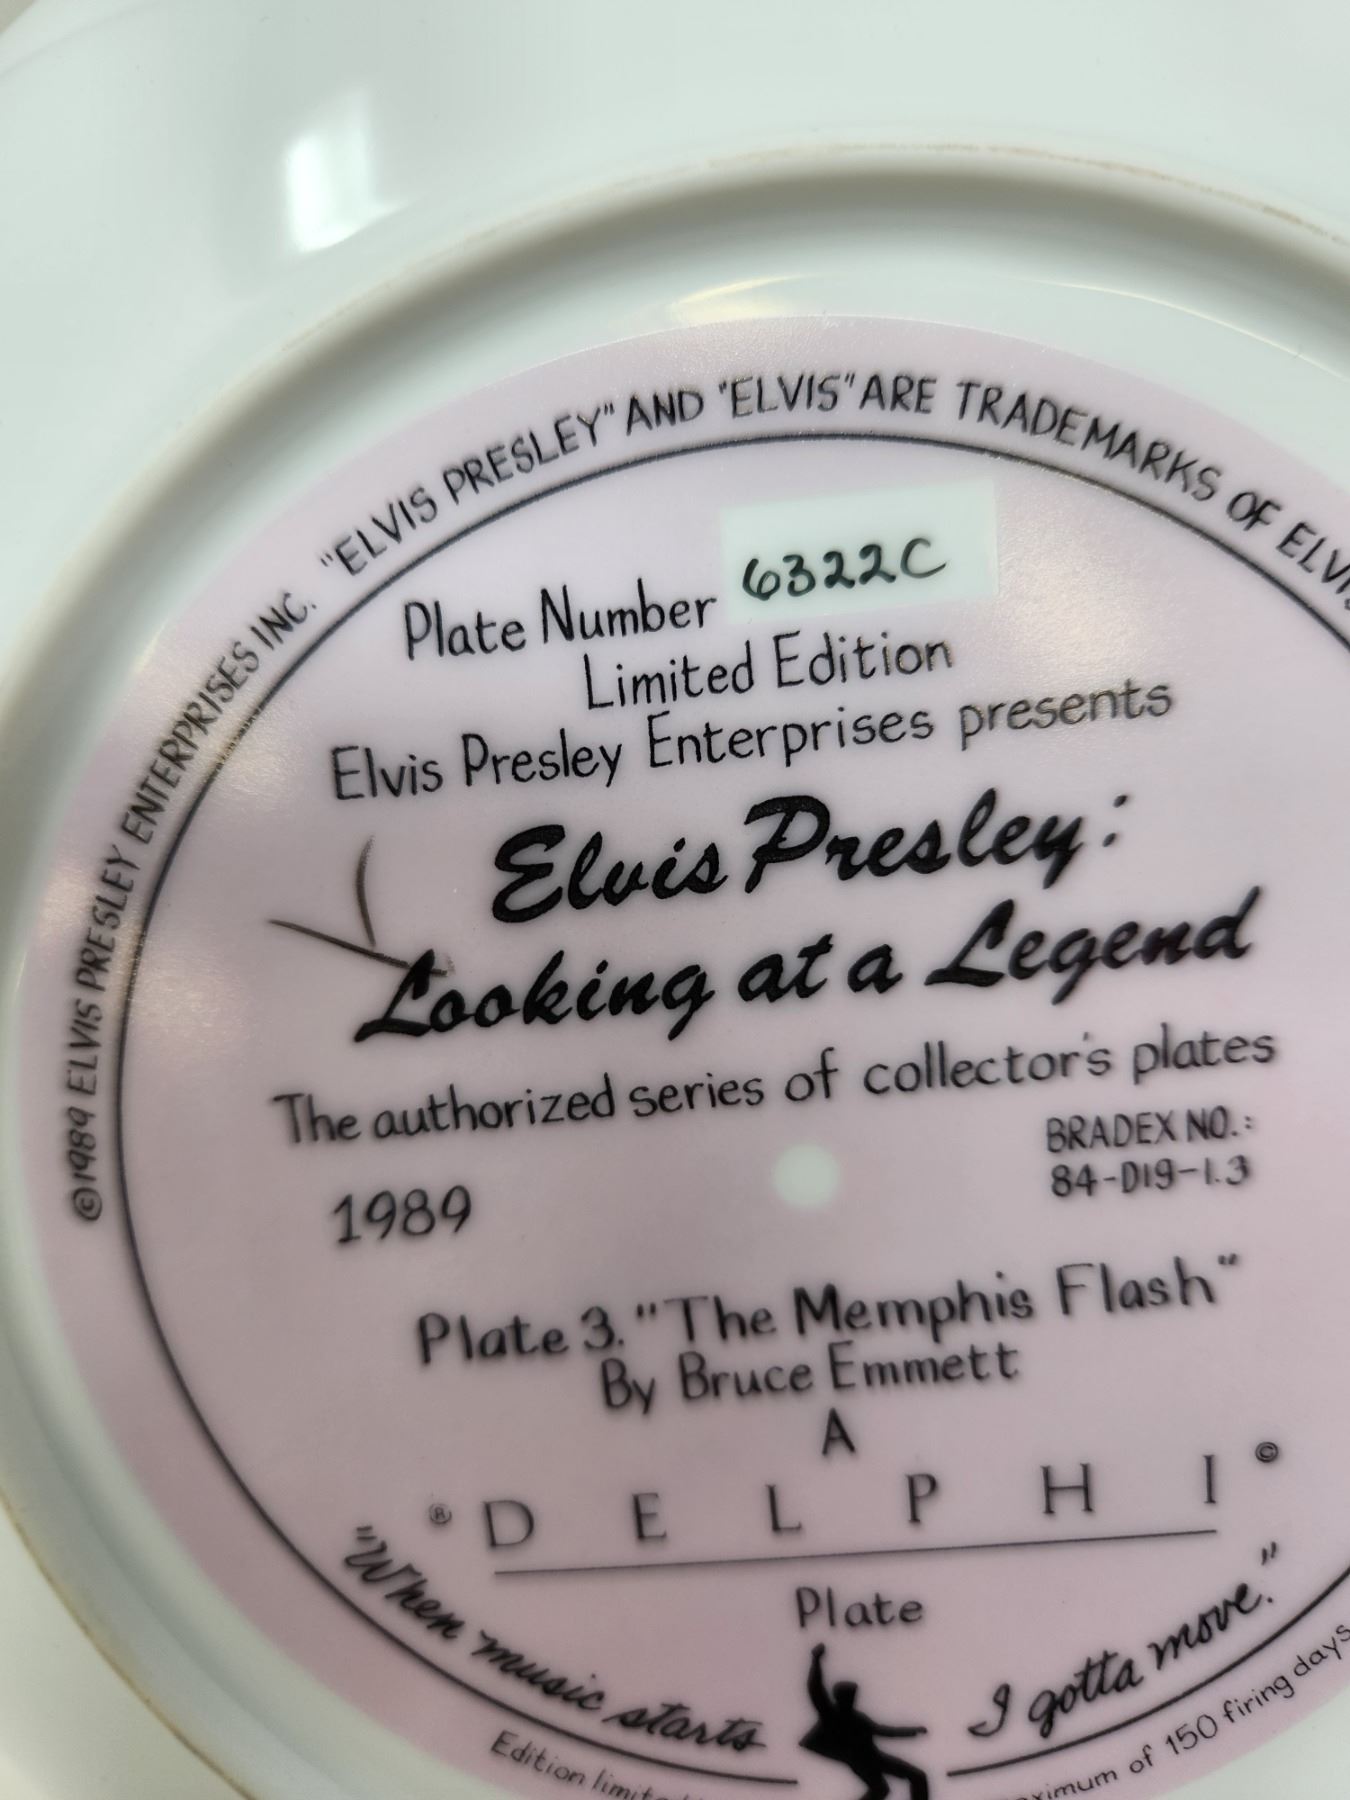 ©1989 ELVIS PRESLEY ENTERPRISES INC. "ELVIS PRESLEY" AND "ELVIS" ARE TRADEMARKS OF
Plate Number 6322C
Limited Edition
Elvis Presley Enterprises presents
Elvis Presley:
Looking at a Legend
The authorized series of collector's plates
1989
BRADEX NO.:
84-D19-1.3
Plate 3. "The Memphis Flash"
By Bruce Emmett
A
® DELPHI ©
Plate
"When music starts I gotta move."
Edition of 150 firing days